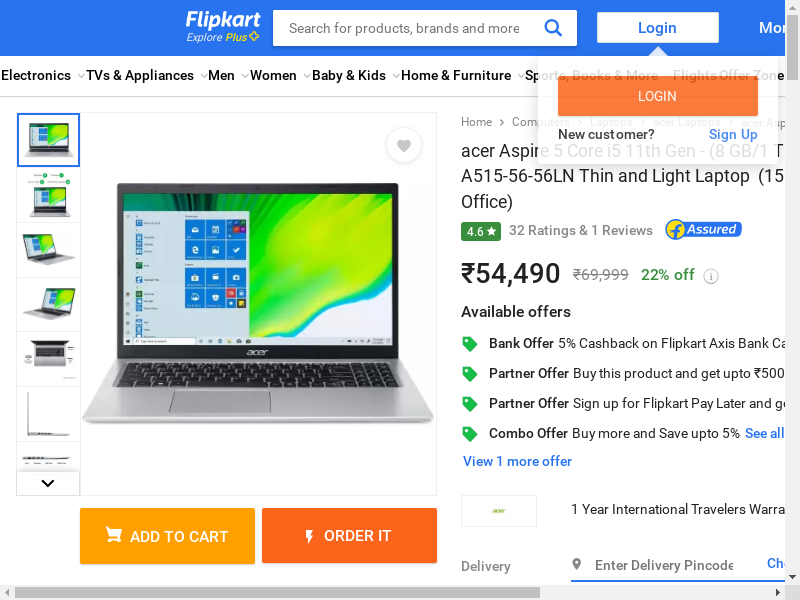 Flipkart
Explore Plus
Search for products, brands and more
Login
Mor
Electronics
TVs & Appliances
Men
Women
Baby & Kids
Home & Furniture
Sports, Books & More
Flights
Offer Zone
LOGIN
New customer?
Sign Up
Home
Computers
Laptops
acer Laptops
acer Asp
acer Aspire 5 Core i5 11th Gen - (8 GB/1 T
A515-56-56LN Thin and Light Laptop (15
Office)
4.6
32 Ratings & 1 Reviews
Assured
₹54,490
₹69,999
22% off
Available offers
Bank Offer 5% Cashback on Flipkart Axis Bank Ca
Partner Offer Buy this product and get upto ₹500
Partner Offer Sign up for Flipkart Pay Later and ge
Combo Offer Buy more and Save upto 5% See all
View 1 more offer
acer
acer
1 Year International Travelers Warra
ADD TO CART
ORDER IT
Delivery
Enter Delivery Pincode
Che